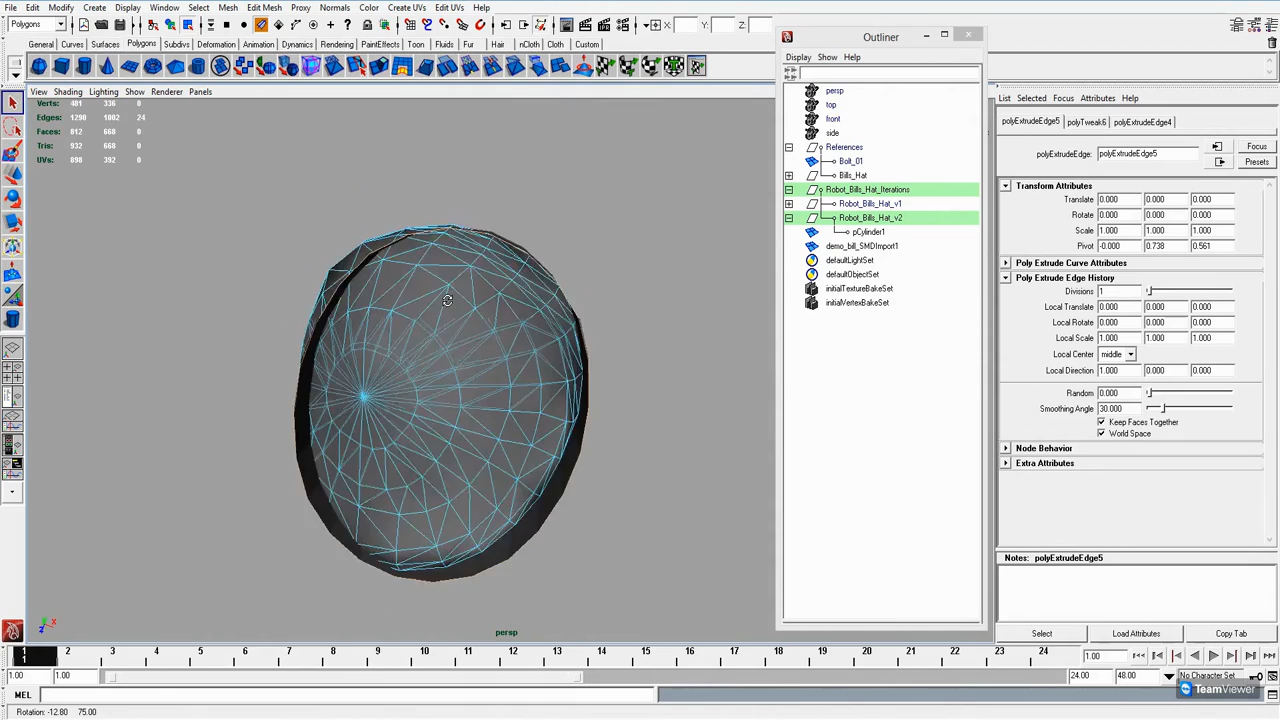 File Edit Modify Create Display Window Select Mesh Edit Mesh Proxy Normals Color Create UVs Edit UVs Help
Polygons X: Y: Z:
General Curves Surfaces Polygons Subdivs Deformation Animation Dynamics Rendering PaintEffects Toon Fluids Fur Hair nCloth Cloth Custom
View Shading Lighting Show Renderer Panels
Verts: 481 336 0
Edges: 1290 1002 24
Faces: 812 668 0
Tris: 932 668 0
UVs: 898 392 0
persp
Outliner
Display Show Help
persp
top
front
side
References
Bolt_01
Bills_Hat
Robot_Bills_Hat_Iterations
Robot_Bills_Hat_v1
Robot_Bills_Hat_v2
pCylinder1
demo_bill_SMDImport1
defaultLightSet
defaultObjectSet
initialTextureBakeSet
initialVertexBakeSet
List Selected Focus Attributes Help
polyExtrudeEdge5 polyTweak6 polyExtrudeEdge4
polyExtrudeEdge: polyExtrudeEdge5 Focus
Presets
Transform Attributes
Translate 0.000 0.000 0.000
Rotate 0.000 0.000 0.000
Scale 1.000 1.000 1.000
Pivot -0.000 0.738 0.561
Poly Extrude Curve Attributes
Poly Extrude Edge History
Divisions 1
Local Translate 0.000 0.000 0.000
Local Rotate 0.000 0.000 0.000
Local Scale 1.000 1.000 1.000
Local Center middle
Local Direction 1.000 0.000 0.000
Random 0.000
Smoothing Angle 30.000
Keep Faces Together
World Space
Node Behavior
Extra Attributes
Notes: polyExtrudeEdge5
Select Load Attributes Copy Tab
1 2 3 4 5 6 7 8 9 10 11 12 13 14 15 16 17 18 19 20 21 22 23 24
1 1.00
1.00 1.00 24.00 48.00 No Character Set
MEL
TeamViewer
Rotation: -12.80 75.00